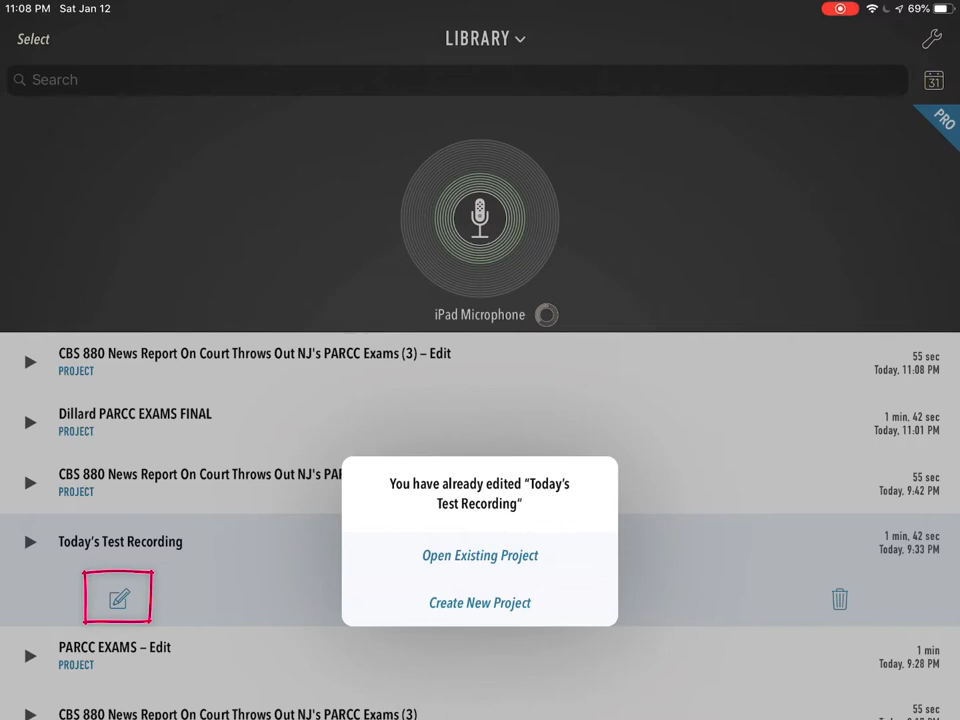 11:08 PM Sat Jan 12
69%
Select
LIBRARY
Search
31
PRO
iPad Microphone
CBS 880 News Report On Court Throws Out NJ's PARCC Exams (3) – Edit
PROJECT
55 sec
Today, 11:08 PM
Dillard PARCC EXAMS FINAL
PROJECT
1 min, 42 sec
Today, 11:01 PM
CBS 880 News Report On Court Throws Out NJ's
PROJECT
55 sec
Today, 9:42 PM
You have already edited “Today’s
Test Recording”
Open Existing Project
Create New Project
Today’s Test Recording
1 min, 42 sec
Today, 9:33 PM
PARCC EXAMS – Edit
PROJECT
1 min
Today, 9:28 PM
CBS 880 News Report On Court Throws Out NJ's PARCC Exams (3)
55 sec